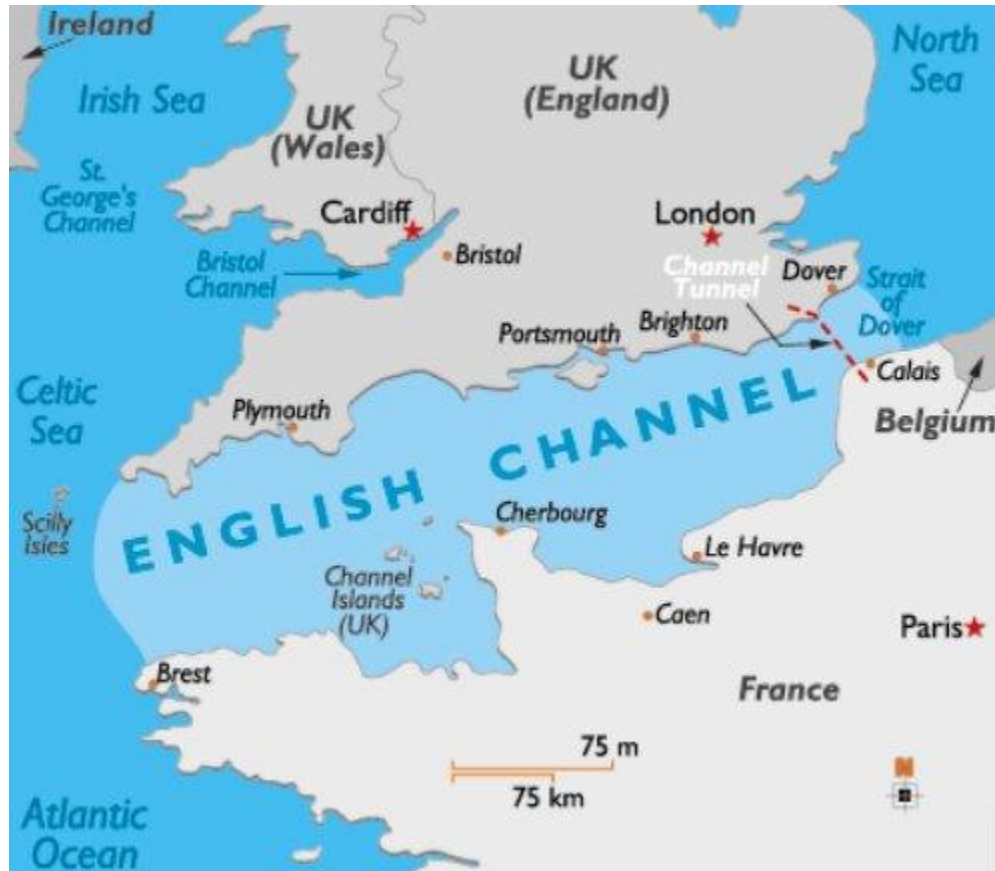 Ireland
North
Sea
Irish Sea
UK
(England)
UK
(Wales)
St.
George's
Channel
Cardiff
London
Bristol
Channel
Bristol
Channel
Tunnel
Dover
Strait
of
Dover
Portsmouth
Brighton
Calais
Celtic
Sea
Plymouth
Belgium
ENGLISH CHANNEL
Scilly
Isles
Cherbourg
Le Havre
Channel
Islands
(UK)
Caen
Paris
Brest
France
75 m
75 km
N
Atlantic
Ocean